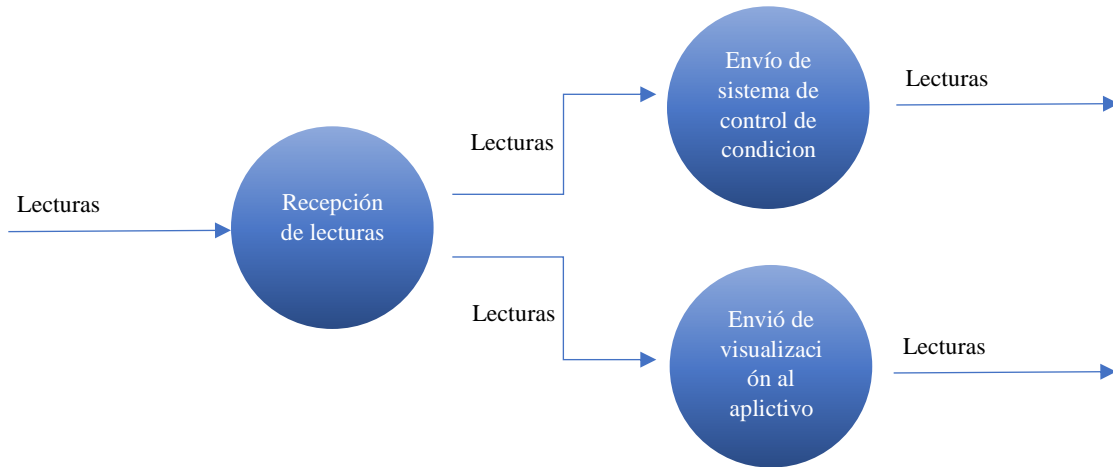 Lecturas
Recepción
de lecturas
Lecturas
Envío de
sistema de
control de
condicion
Lecturas
Lecturas
Envió de
visualizaci
ón al
aplictivo
Lecturas